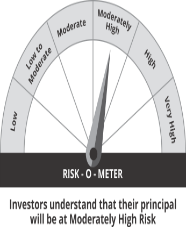 Low
Low to
Moderate
Moderate
Moderately
High
High
Very High
RISK - O - METER
Investors understand that their principal
will be at Moderately High Risk